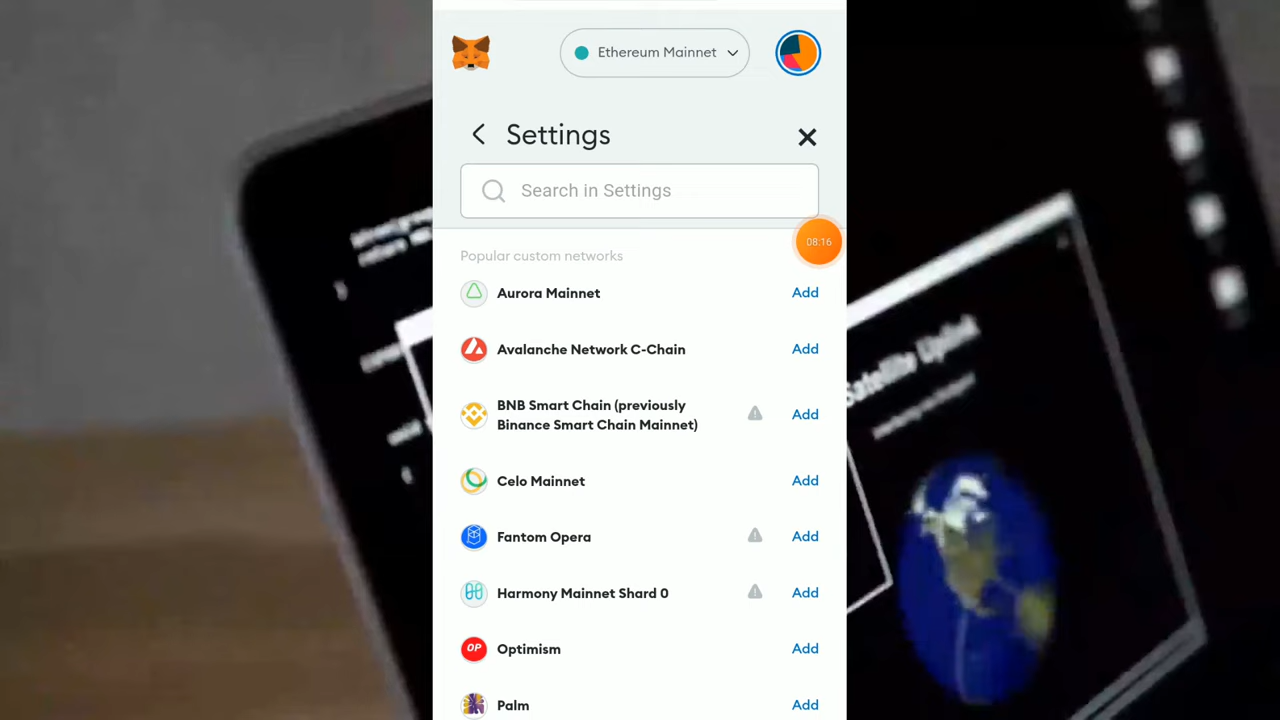 Ethereum Mainnet
Settings
Search in Settings
08:16
Popular custom networks
Aurora Mainnet Add
Avalanche Network C-Chain Add
BNB Smart Chain (previously
Binance Smart Chain Mainnet) Add
Celo Mainnet Add
Fantom Opera Add
Harmony Mainnet Shard 0 Add
OP Optimism Add
Palm Add
Satellite Uplink